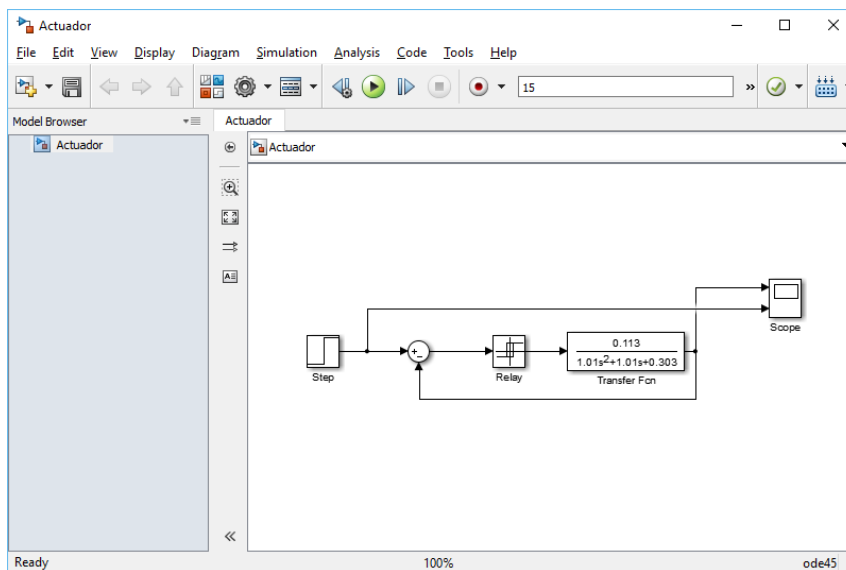 Actuador
File Edit View Display Diagram Simulation Analysis Code Tools Help
15 »
Model Browser
Actuador
Actuador
Actuador
Step
+
−
Relay
0.113
1.01s²+1.01s+0.303
Transfer Fcn
Scope
Ready 100% ode45